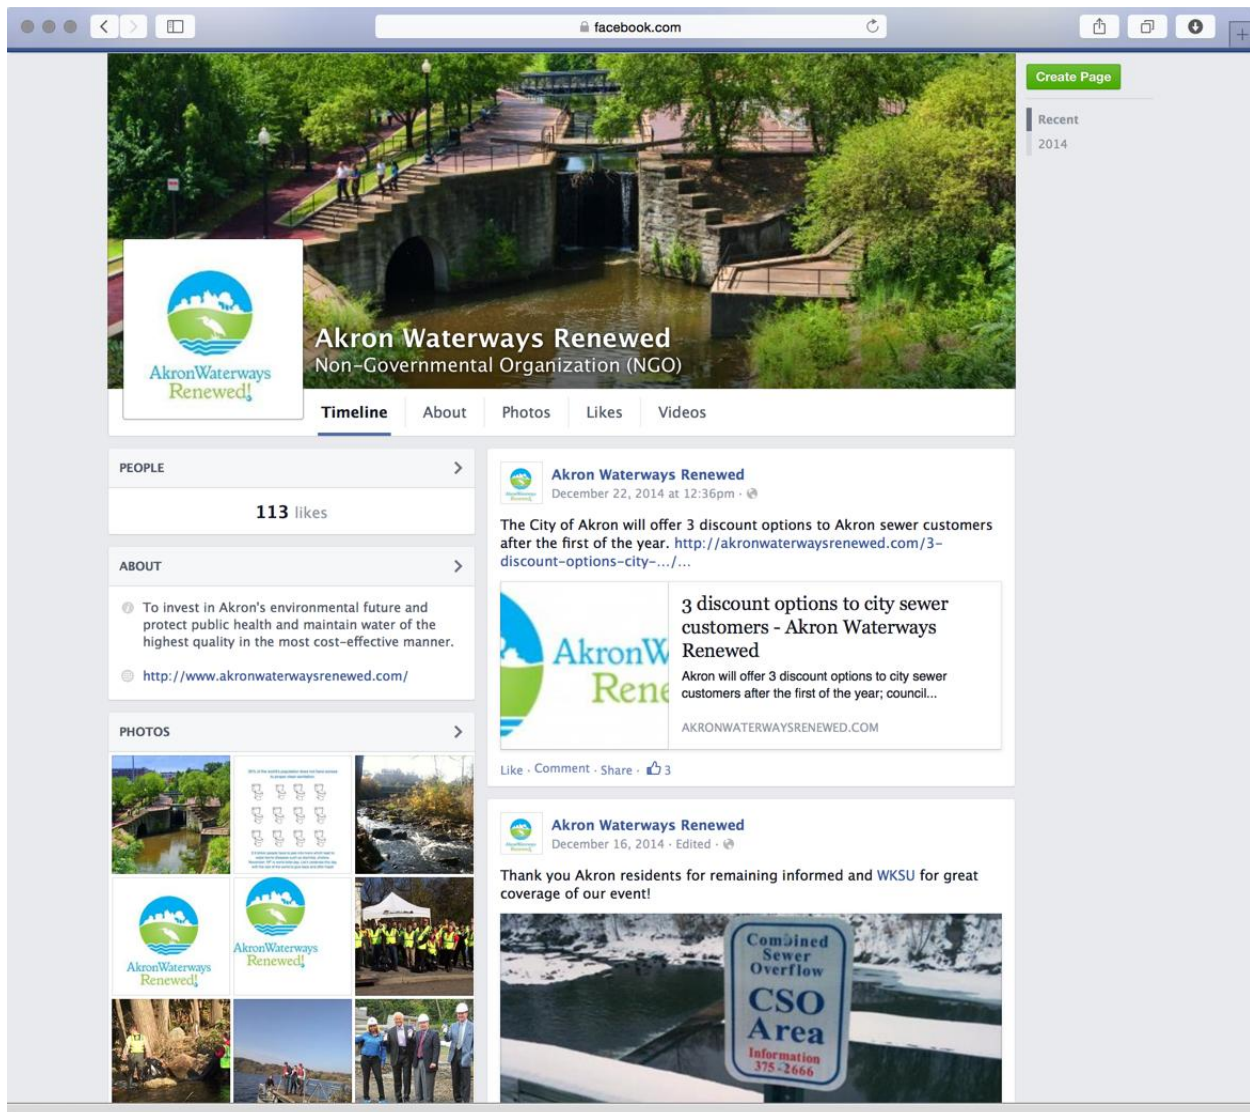 facebook.com
Create Page
Recent
2014
AkronWaterways
Renewed!
Akron Waterways Renewed
Non-Governmental Organization (NGO)
Timeline
About
Photos
Likes
Videos
PEOPLE
113 likes
ABOUT
To invest in Akron's environmental future and
protect public health and maintain water of the
highest quality in the most cost-effective manner.
http://www.akronwaterwaysrenewed.com/
PHOTOS
AkronWaterways
Renewed!
AkronWaterways
Renewed!
Akron Waterways Renewed
December 22, 2014 at 12:36pm ·
The City of Akron will offer 3 discount options to Akron sewer customers
after the first of the year. http://akronwaterwaysrenewed.com/3-
discount-options-city-.../...
AkronW
Rene
3 discount options to city sewer
customers - Akron Waterways
Renewed
Akron will offer 3 discount options to city sewer
customers after the first of the year; council...
AKRONWATERWAYSRENEWED.COM
Like · Comment · Share · 3
Akron Waterways Renewed
December 16, 2014 · Edited ·
Thank you Akron residents for remaining informed and WKSU for great
coverage of our event!
Combined
Sewer
Overflow
CSO
Area
Information
375-2666